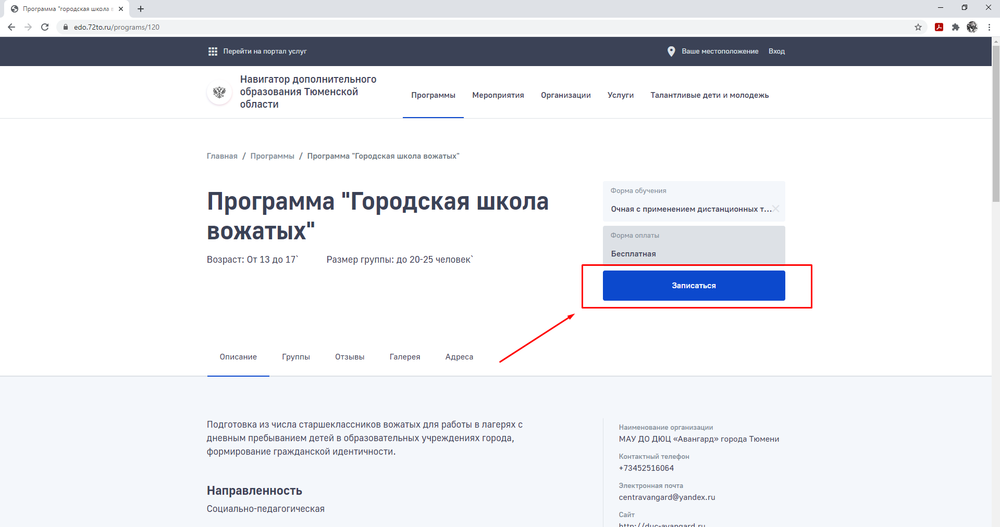 Программа "городская школа в
edo.72to.ru/programs/120
Перейти на портал услуг
Ваше местоположение
Вход
Навигатор дополнительного
образования Тюменской
области
Программы
Мероприятия
Организации
Услуги
Талантливые дети и молодежь
Главная / Программы / Программа "Городская школа вожатых"
Программа "Городская школа
вожатых"
Возраст: От 13 до 17`
Размер группы: до 20-25 человек`
Форма обучения
Очная с применением дистанционных т...
Форма оплаты
Бесплатная
Записаться
Описание
Группы
Отзывы
Галерея
Адреса
Подготовка из числа старшеклассников вожатых для работы в лагерях с
дневным пребыванием детей в образовательных учреждениях города,
формирование гражданской идентичности.
Направленность
Социально-педагогическая
Наименование организации
МАУ ДО ДЮЦ «Авангард» города Тюмени
Контактный телефон
+73452516064
Электронная почта
centravangard@yandex.ru
Сайт
http://duc-avangard.ru